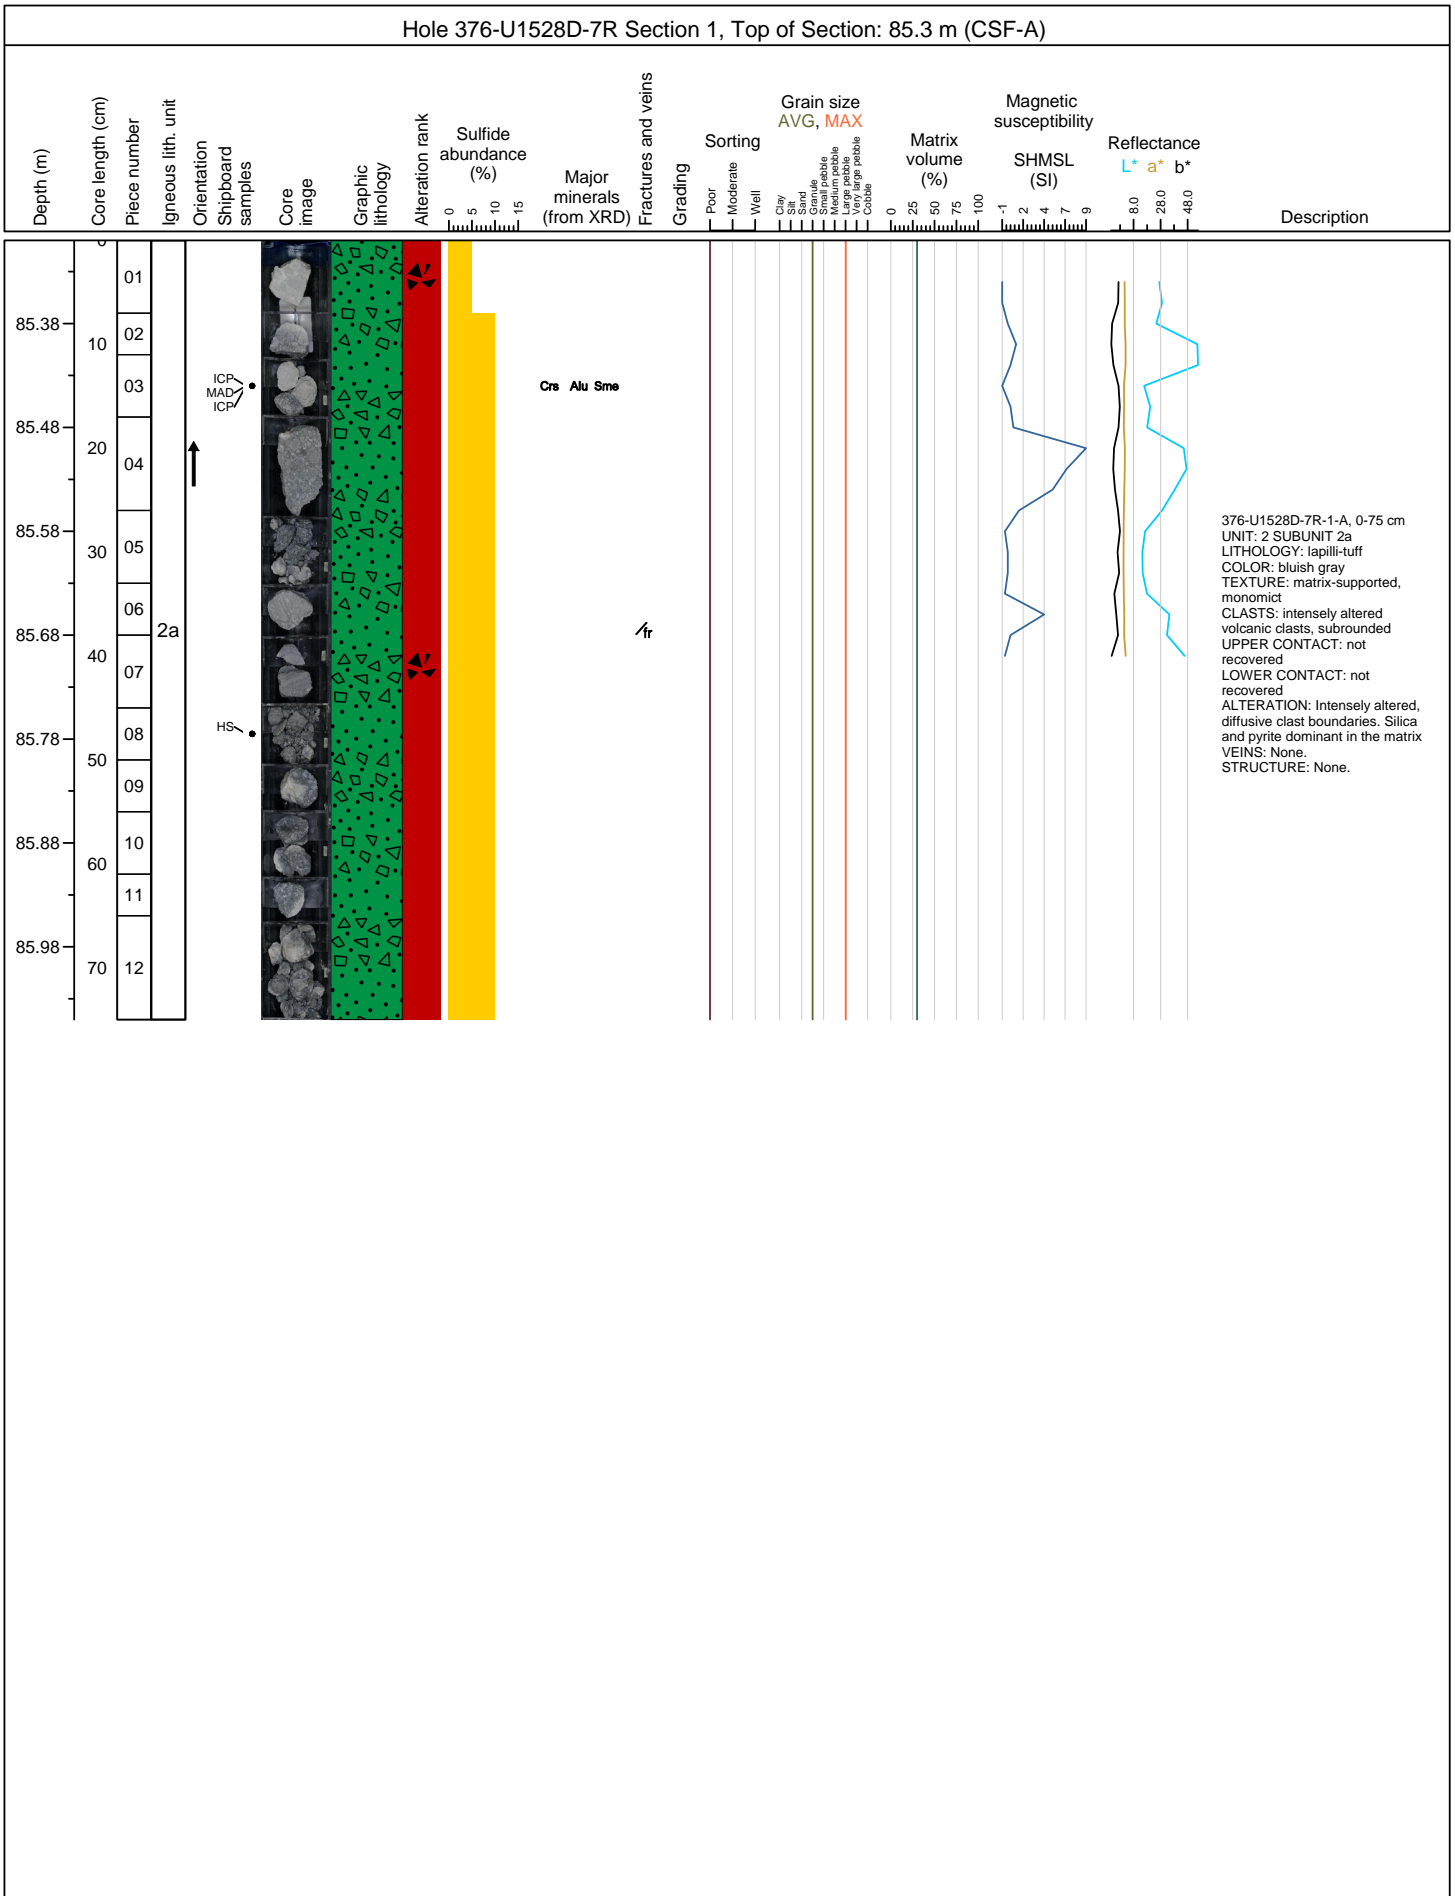 Hole 376-U1528D-7R Section 1, Top of Section: 85.3 m (CSF-A)
Depth (m)
Core length (cm)
Piece number
Igneous lith. unit
Orientation
Shipboard
samples
Core
image
Graphic
lithology
Alteration rank
Sulfide
abundance
(%)
0 5 10 15
Major
minerals
(from XRD)
Fractures and veins
Grading
Sorting
Poor
Moderate
Well
Grain size
AVG, MAX
Clay
Silt
Sand
Granule
Small pebble
Medium pebble
Large pebble
Very large pebble
Cobble
Matrix
volume
(%)
0 25 50 75 100
Magnetic
susceptibility
SHMSL
(SI)
-1 2 4 7 9
Reflectance
L* a* b*
8.0 28.0 48.0
Description
0
01
85.38
02
10
03
ICP
MAD
ICP
Crs Alu Sme
85.48
20
04
85.58
30
05
06
2a
85.68
fr
40
07
HS
08
85.78
50
09
10
85.88
60
11
85.98
70
12
376-U1528D-7R-1-A, 0-75 cm
UNIT: 2 SUBUNIT 2a
LITHOLOGY: lapilli-tuff
COLOR: bluish gray
TEXTURE: matrix-supported,
monomict
CLASTS: intensely altered
volcanic clasts, subrounded
UPPER CONTACT: not
recovered
LOWER CONTACT: not
recovered
ALTERATION: Intensely altered,
diffusive clast boundaries. Silica
and pyrite dominant in the matrix
VEINS: None.
STRUCTURE: None.